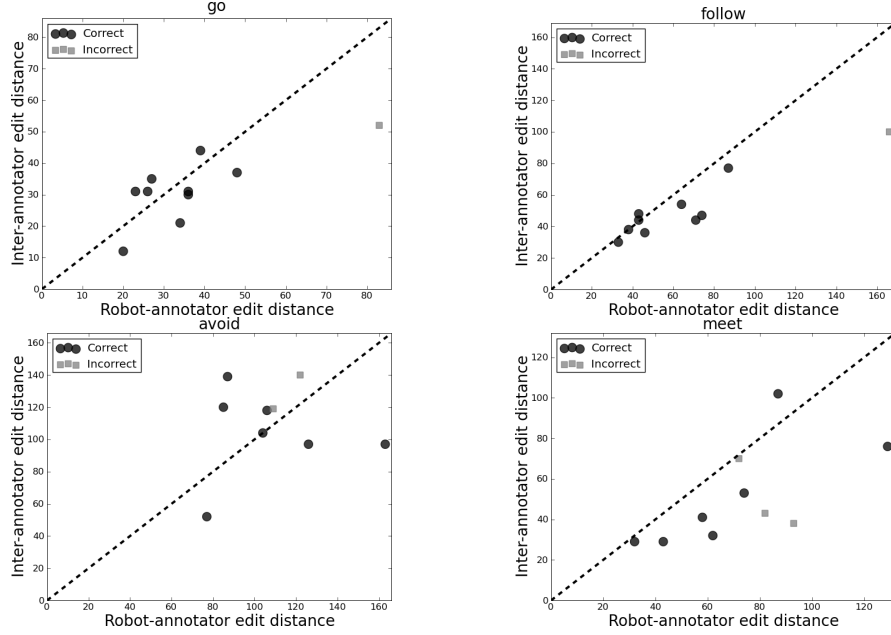 go
Correct
Incorrect
Inter-annotator edit distance
80
70
60
50
40
30
20
10
0
0 10 20 30 40 50 60 70 80
Robot-annotator edit distance
follow
Correct
Incorrect
Inter-annotator edit distance
160
140
120
100
80
60
40
20
0
0 20 40 60 80 100 120 140 160
Robot-annotator edit distance
avoid
Correct
Incorrect
Inter-annotator edit distance
160
140
120
100
80
60
40
20
0
0 20 40 60 80 100 120 140 160
Robot-annotator edit distance
meet
Correct
Incorrect
Inter-annotator edit distance
120
100
80
60
40
20
0
0 20 40 60 80 100 120
Robot-annotator edit distance